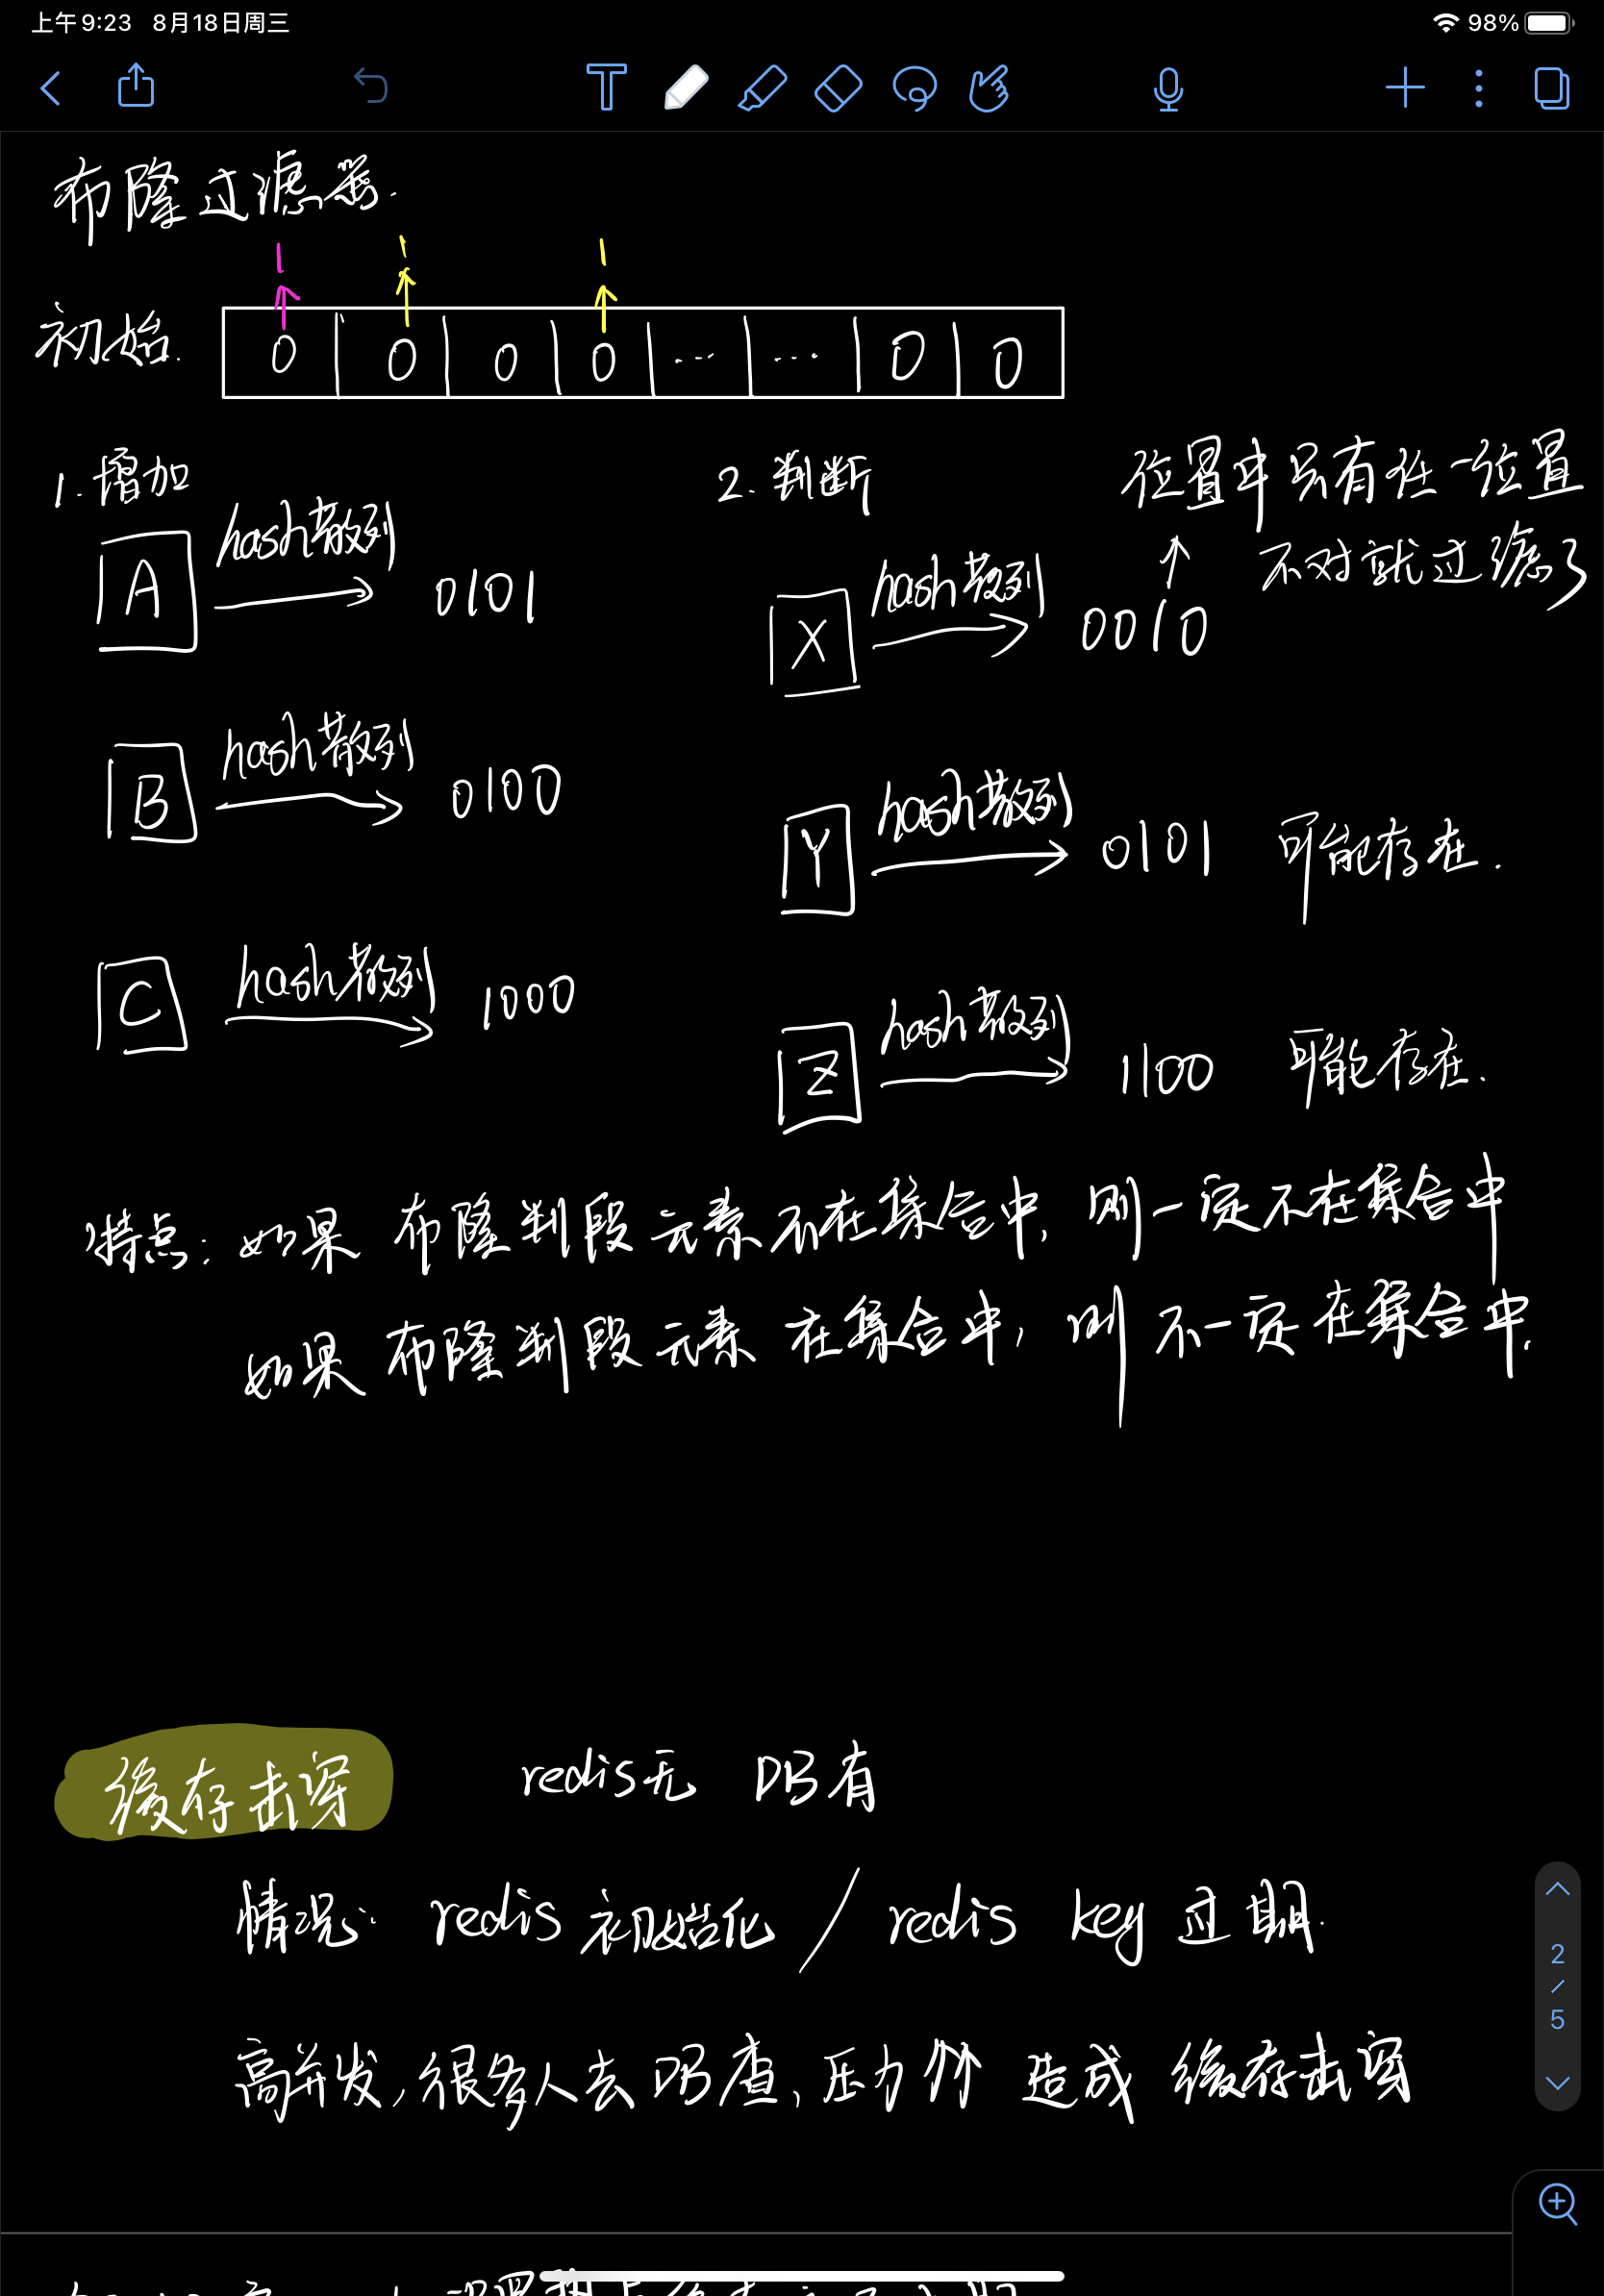 上午9:23 8月18日周三
98%
布隆过滤器.
1 1 1
初始. 0 0 0 0 ... ... 0 0
1. 增加
A hash散列 0101
B hash散列 0100
C hash散列 1000
2. 判断
位置中只有任一位置
不对就过滤了
X hash散列 0010
Y hash散列 0101 可能存在.
Z hash散列 1100 可能存在.
特点: 如果 布隆判段 元素不在集合中, 则一定不在集合中
如果 布隆判段 元素 在集合中, 则 不一定在集合中.
缓存击穿 redis无 DB有
情况: redis 初始化 / redis key 过期.
高并发, 很多人去DB查, 压力 ↑↑ 造成 缓存击穿
2
/
5